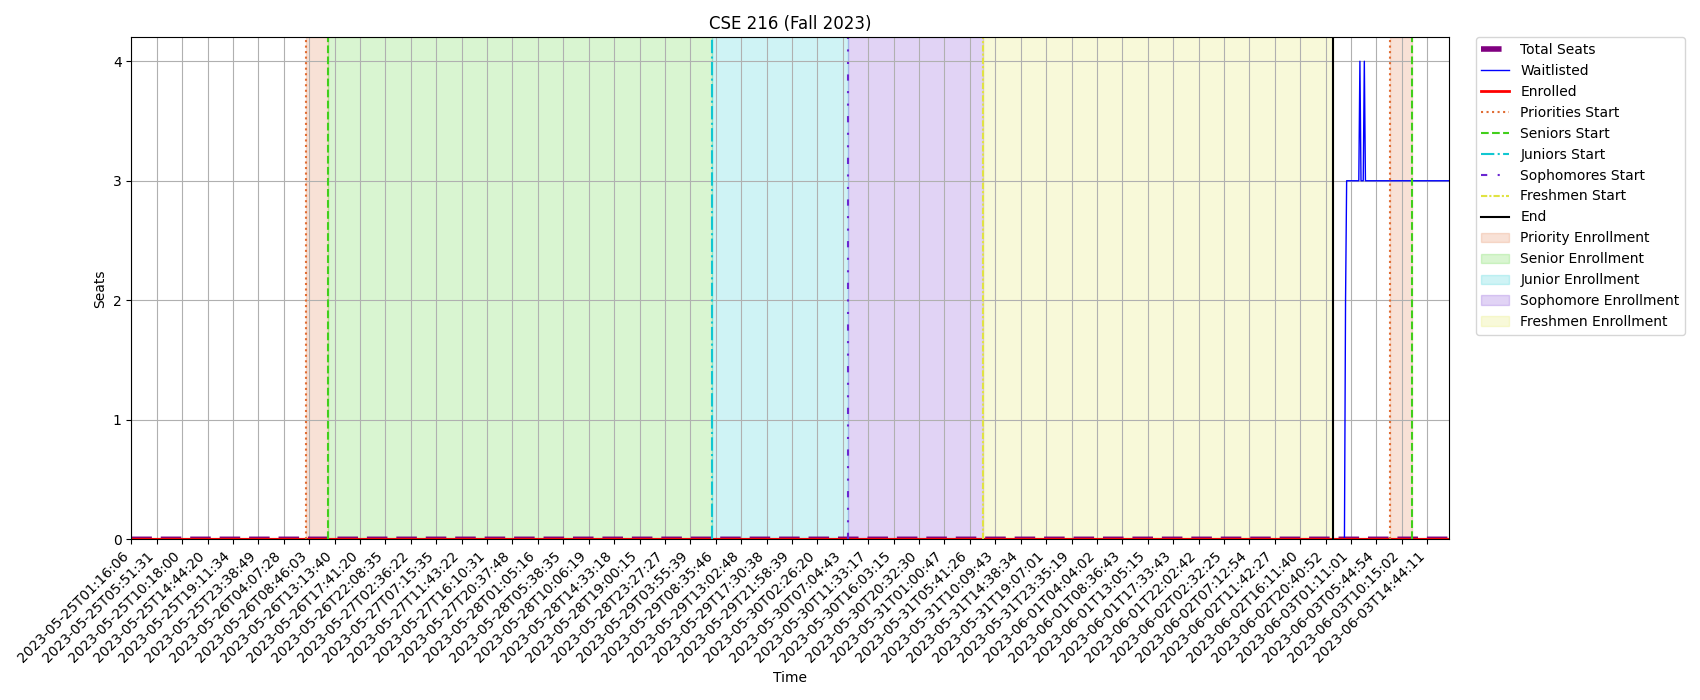 CSE 216 (Fall 2023)
4
3
2
1
0
Seats
2023-05-25T01:16:06
2023-05-25T05:51:31
2023-05-25T10:18:00
2023-05-25T14:44:20
2023-05-25T19:11:34
2023-05-25T23:38:49
2023-05-26T04:07:28
2023-05-26T08:46:03
2023-05-26T13:13:40
2023-05-26T17:41:20
2023-05-26T22:08:35
2023-05-27T02:36:22
2023-05-27T07:15:35
2023-05-27T11:43:22
2023-05-27T16:10:31
2023-05-27T20:37:48
2023-05-28T01:05:16
2023-05-28T05:38:35
2023-05-28T10:06:19
2023-05-28T14:33:18
2023-05-28T19:00:15
2023-05-28T23:27:27
2023-05-29T03:55:39
2023-05-29T08:35:46
2023-05-29T13:02:48
2023-05-29T17:30:38
2023-05-29T21:58:39
2023-05-30T02:26:20
2023-05-30T07:04:43
2023-05-30T11:33:17
2023-05-30T16:03:15
2023-05-30T20:32:30
2023-05-31T01:00:47
2023-05-31T05:41:26
2023-05-31T10:09:43
2023-05-31T14:38:34
2023-05-31T19:07:01
2023-05-31T23:35:19
2023-06-01T04:04:02
2023-06-01T08:36:43
2023-06-01T13:05:15
2023-06-01T17:33:43
2023-06-01T22:02:42
2023-06-02T02:32:25
2023-06-02T07:12:54
2023-06-02T11:42:27
2023-06-02T16:11:40
2023-06-02T20:40:52
2023-06-03T01:11:01
2023-06-03T05:44:54
2023-06-03T10:15:02
2023-06-03T14:44:11
Time
Total Seats
Waitlisted
Enrolled
Priorities Start
Seniors Start
Juniors Start
Sophomores Start
Freshmen Start
End
Priority Enrollment
Senior Enrollment
Junior Enrollment
Sophomore Enrollment
Freshmen Enrollment